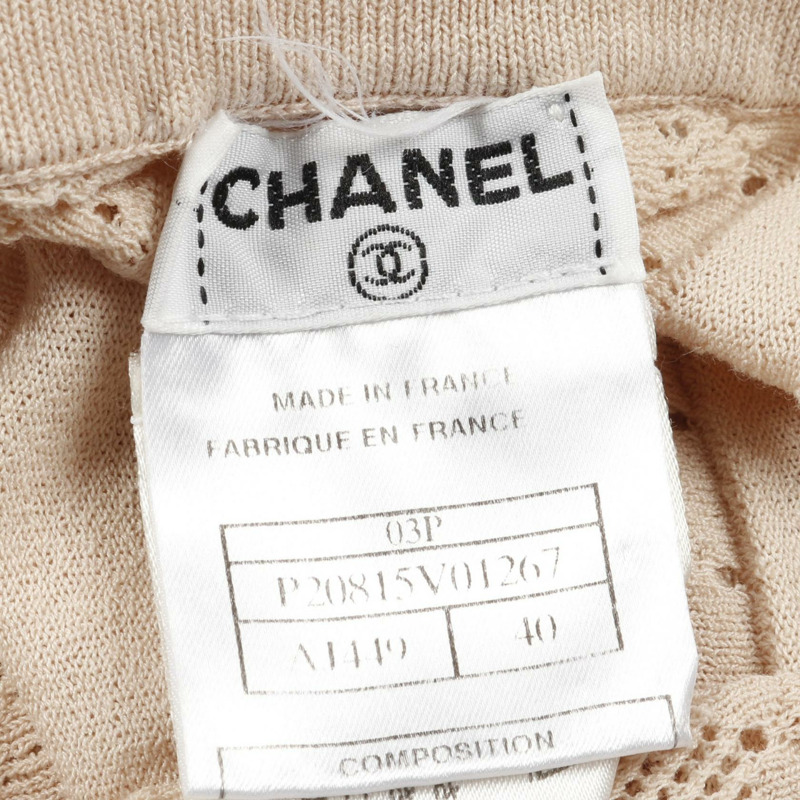 CHANEL
MADE IN FRANCE
FABRIQUE EN FRANCE
03P
P20815V01267
A1449 40
COMPOSITION